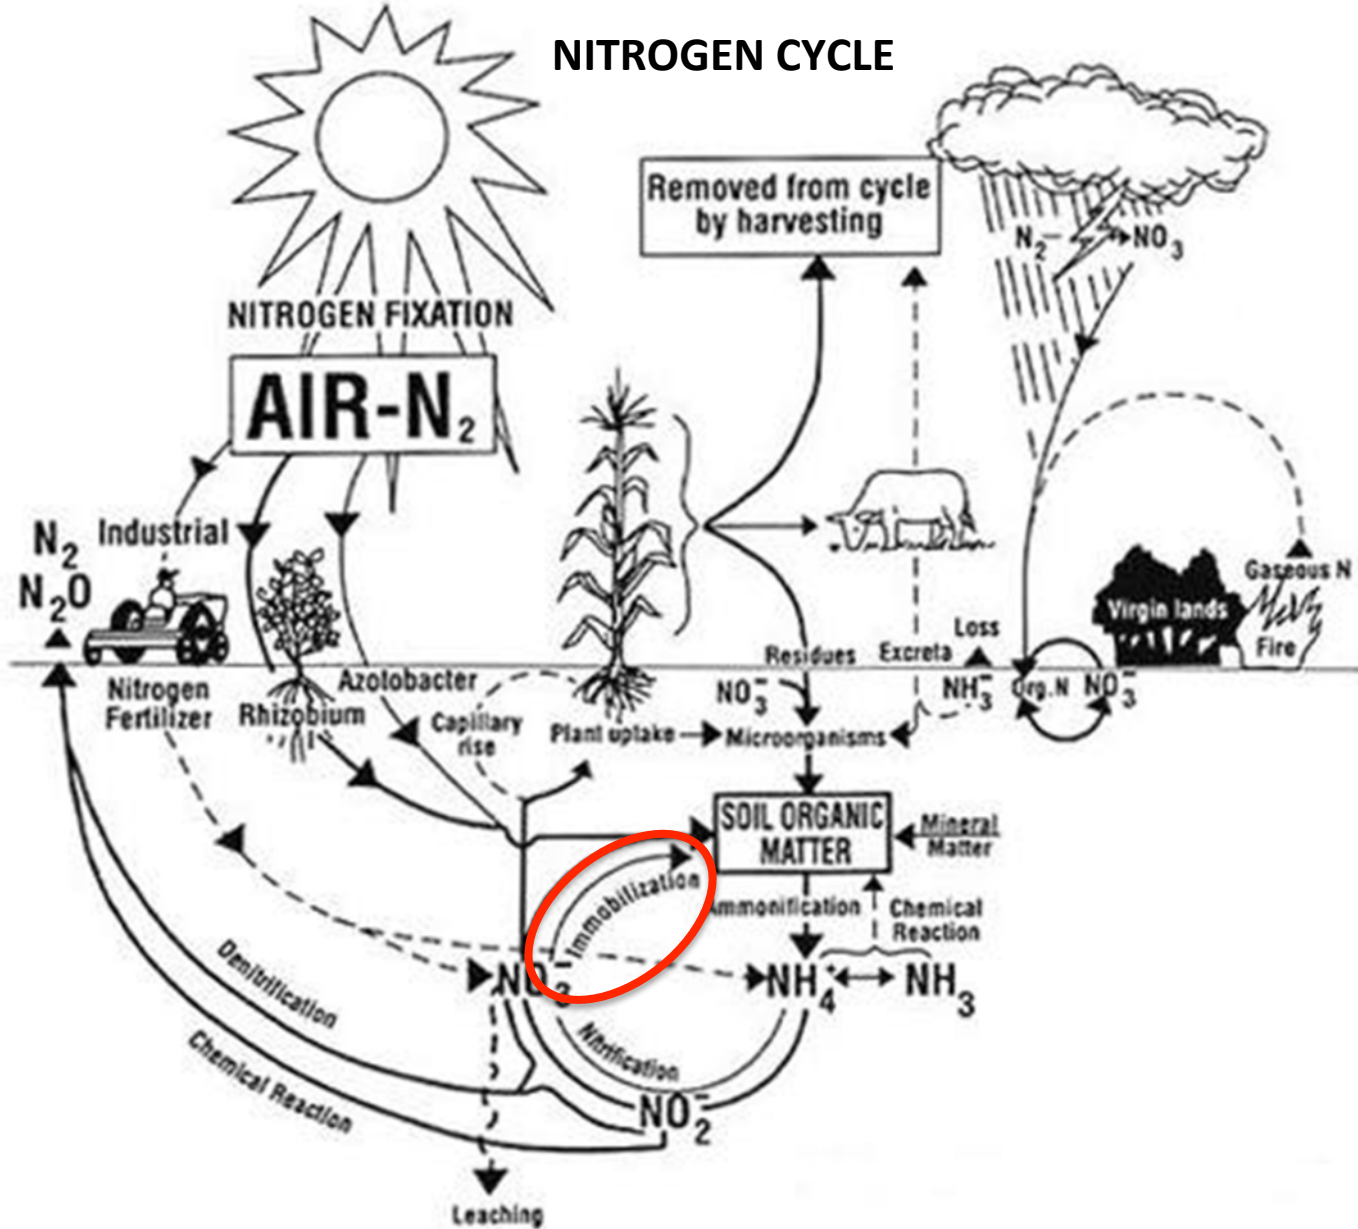 NITROGEN CYCLE
Removed from cycle
by harvesting
N₂ NO₃
NITROGEN FIXATION
AIR-N₂
N₂
N₂O
Industrial
Gaseous N
Virgin lands
Fire
Loss
Residues
Excreta
Nitrogen
Fertilizer
Rhizobium
Azotobacter
Capillary
rise
NO₃⁻
Plant uptake
Microorganisms
NH₃⁻
Org.N
NO₃⁻
SOIL ORGANIC
MATTER
Mineral
Matter
Immobilization
Ammonification
Chemical
Reaction
NO₃⁻
NH₄⁺
NH₃
Denitrification
Chemical Reaction
Nitrification
NO₂⁻
Leaching